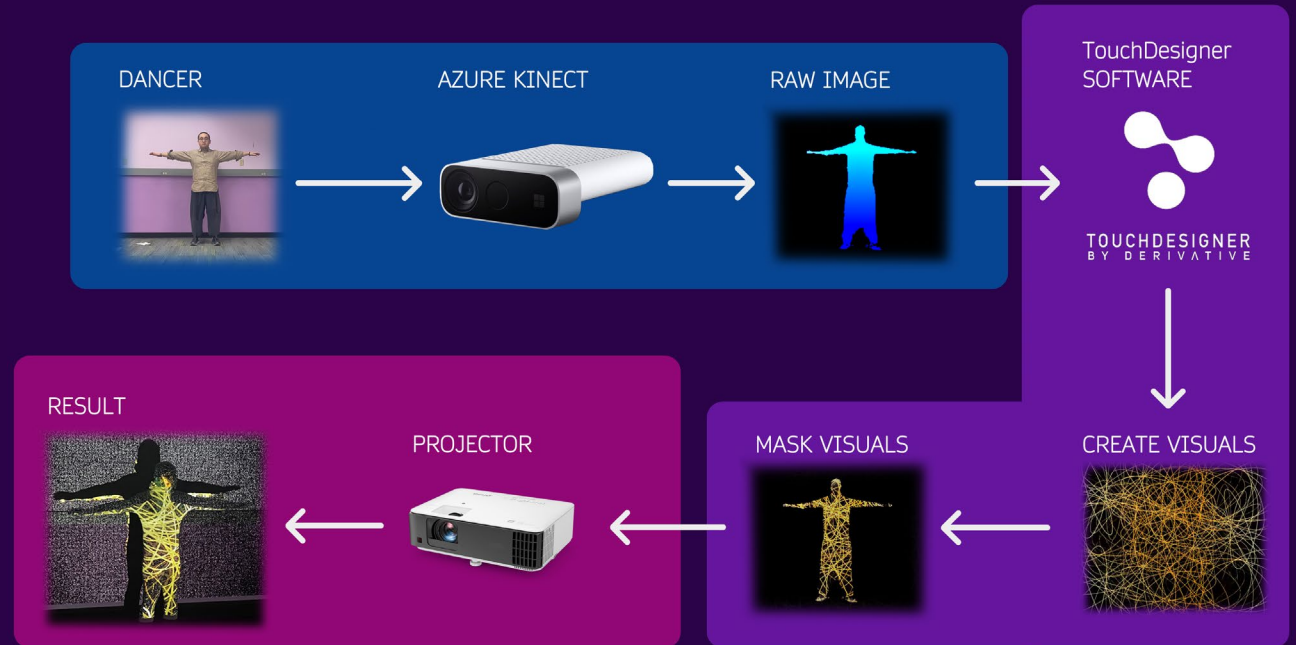 DANCER
AZURE KINECT
RAW IMAGE
TouchDesigner
SOFTWARE
TOUCHDESIGNER
BY DERIVATIVE
CREATE VISUALS
MASK VISUALS
PROJECTOR
RESULT